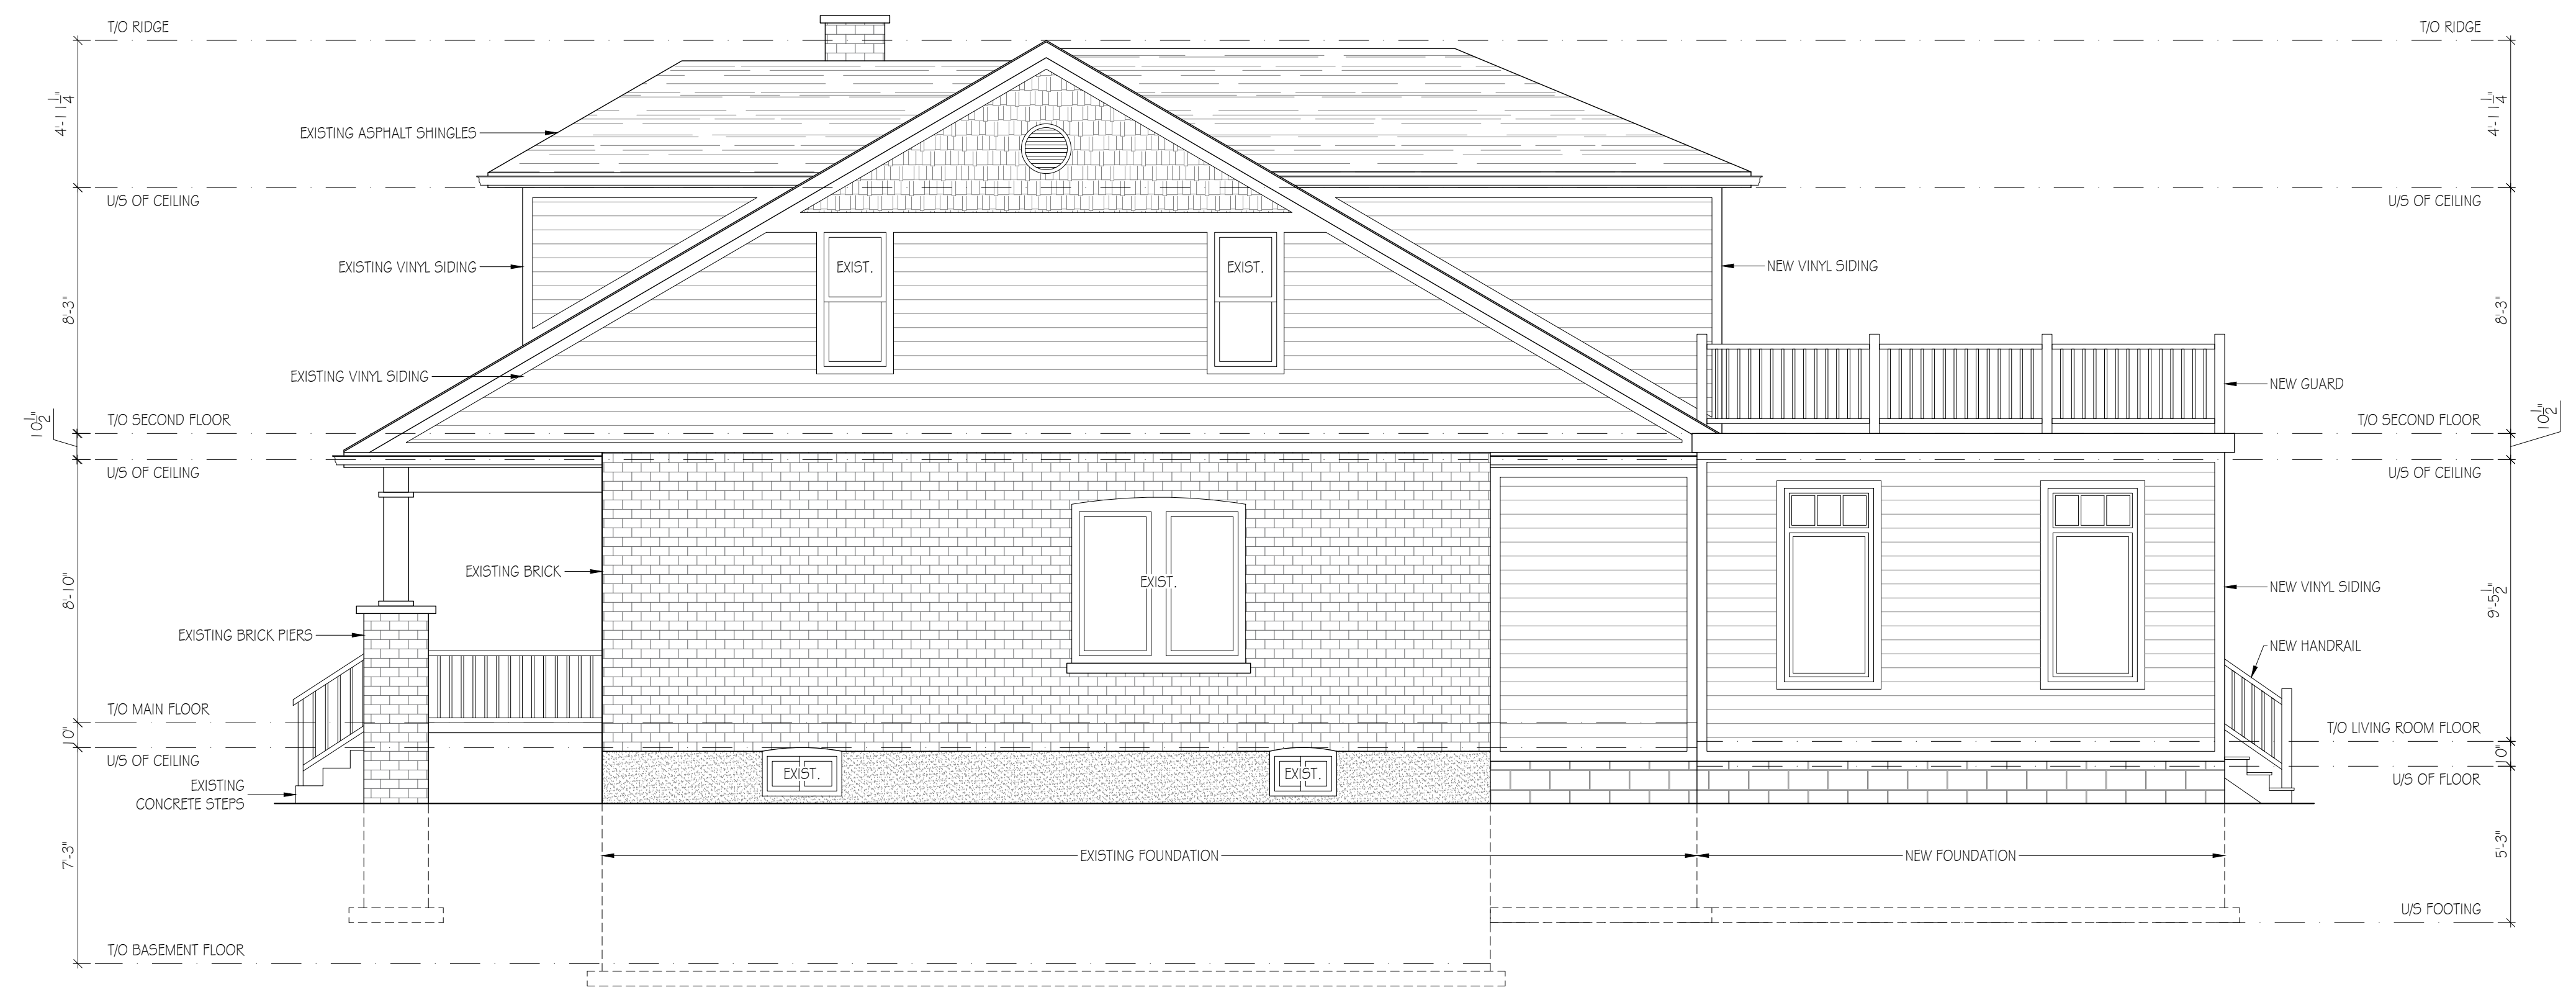 T/O RIDGE
T/O RIDGE
4'-11 1/4"
4'-11 1/4"
EXISTING ASPHALT SHINGLES
U/S OF CEILING
U/S OF CEILING
EXISTING VINYL SIDING
EXIST.
EXIST.
NEW VINYL SIDING
8'-3"
8'-3"
EXISTING VINYL SIDING
NEW GUARD
T/O SECOND FLOOR
T/O SECOND FLOOR
10 1/2"
10 1/2"
U/S OF CEILING
U/S OF CEILING
EXISTING BRICK
EXIST.
NEW VINYL SIDING
8'-10"
9'-5 1/2"
EXISTING BRICK PIERS
NEW HANDRAIL
T/O MAIN FLOOR
T/O LIVING ROOM FLOOR
10"
10"
U/S OF CEILING
EXIST.
EXIST.
U/S OF FLOOR
EXISTING
CONCRETE STEPS
7'-3"
EXISTING FOUNDATION
NEW FOUNDATION
5'-3"
U/S FOOTING
T/O BASEMENT FLOOR